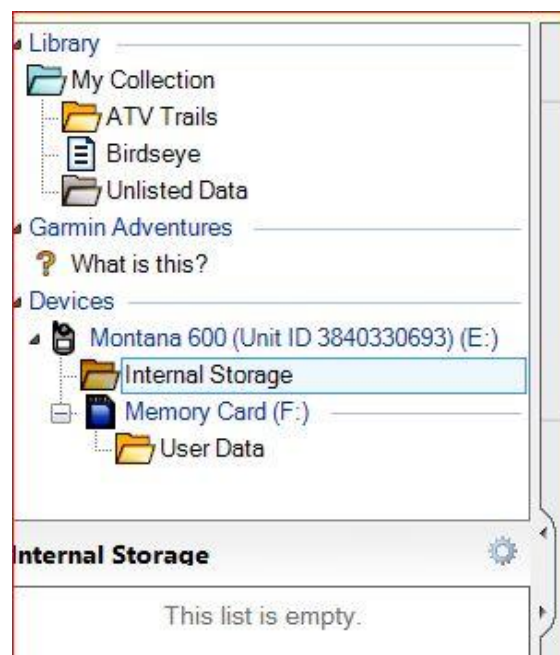 Library
My Collection
ATV Trails
Birdseye
Unlisted Data
Garmin Adventures
? What is this?
Devices
Montana 600 (Unit ID 3840330693) (E:)
Internal Storage
Memory Card (F:)
User Data
Internal Storage
This list is empty.